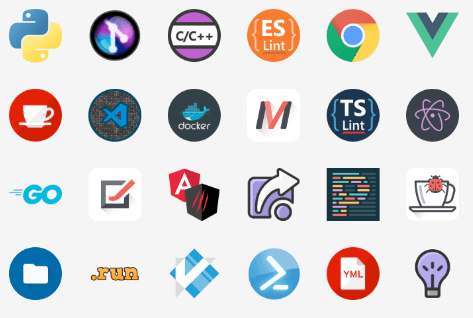 C/C++
{ES}
Lint
docker
M
{TS}
Lint
GO
A
.run
YML